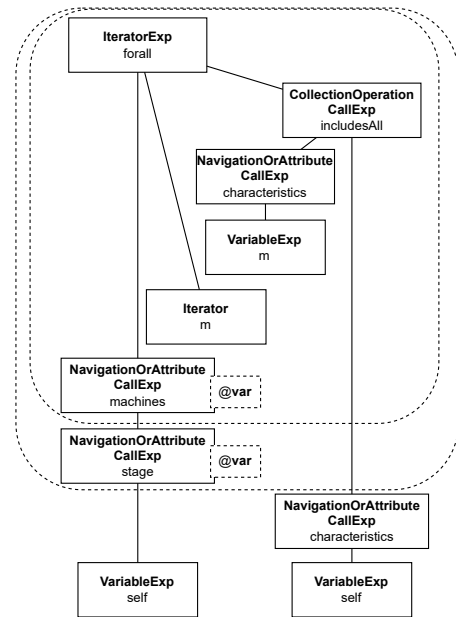 IteratorExp
forall
CollectionOperation
CallExp
includesAll
NavigationOrAttribute
CallExp
characteristics
VariableExp
m
Iterator
m
NavigationOrAttribute
CallExp
machines
@var
NavigationOrAttribute
CallExp
stage
@var
NavigationOrAttribute
CallExp
characteristics
VariableExp
self
VariableExp
self